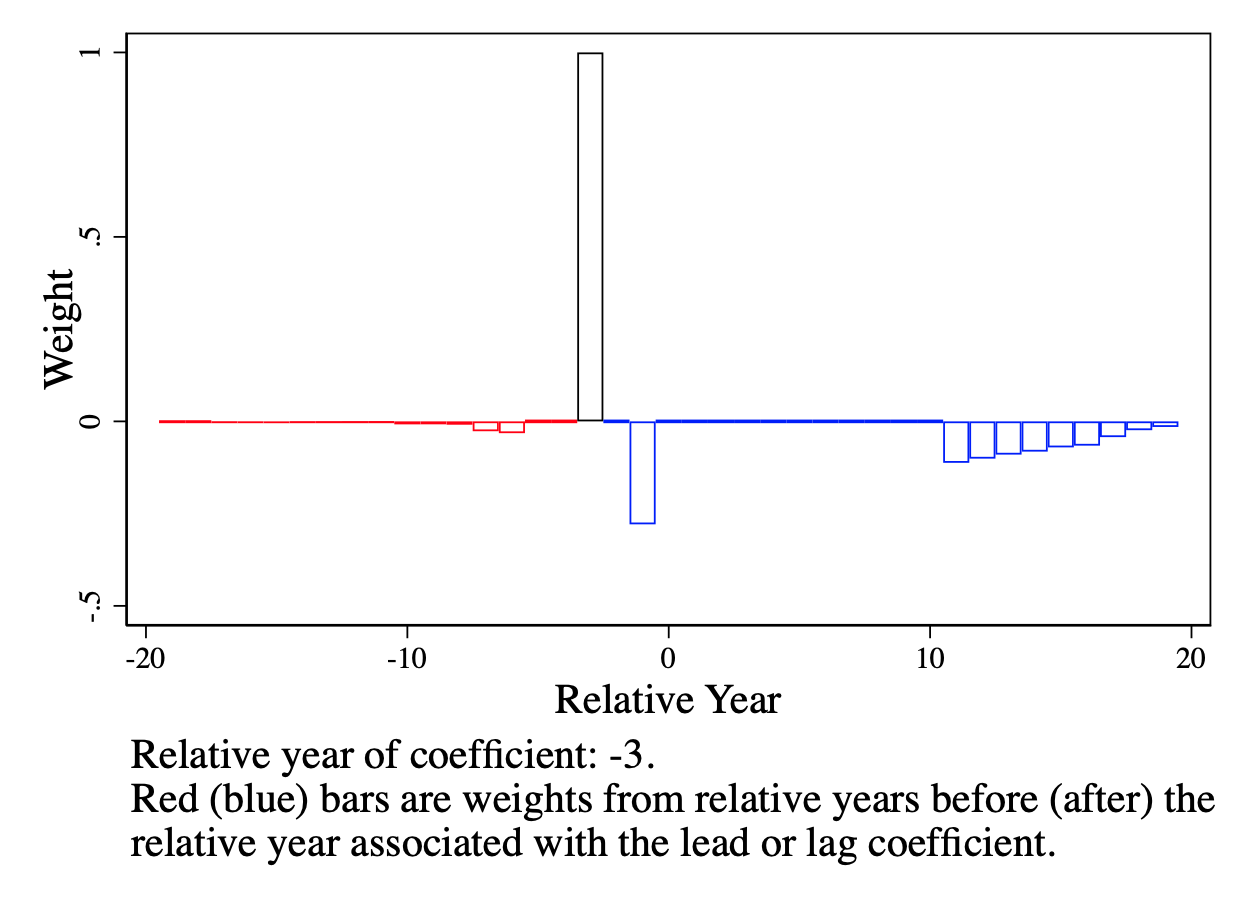 1
.5
0
-.5
Weight
-20 -10 0 10 20
Relative Year
Relative year of coefficient: -3.
Red (blue) bars are weights from relative years before (after) the
relative year associated with the lead or lag coefficient.